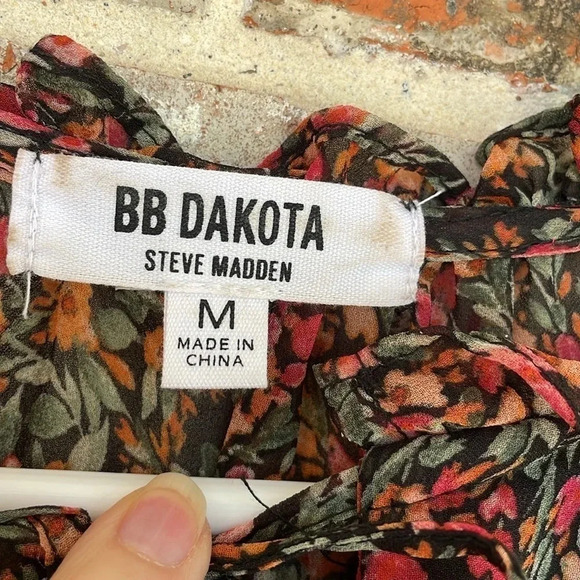 BB DAKOTA
STEVE MADDEN
M
MADE IN
CHINA